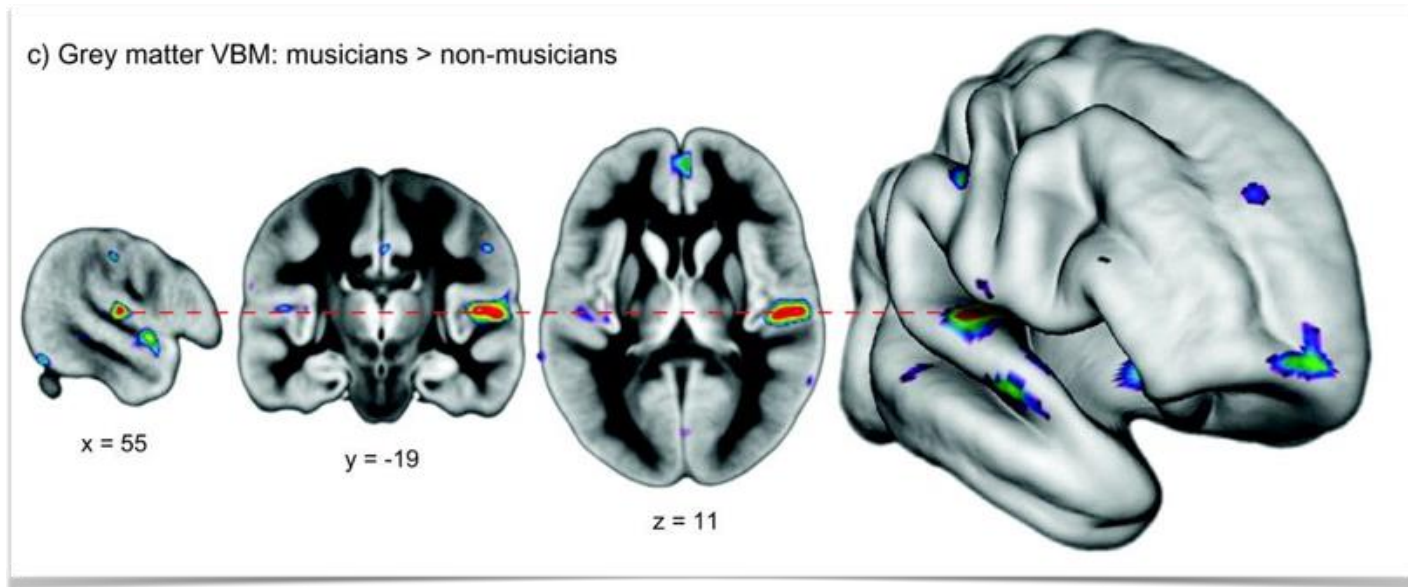 c) Grey matter VBM: musicians > non-musicians
x = 55
y = -19
z = 11